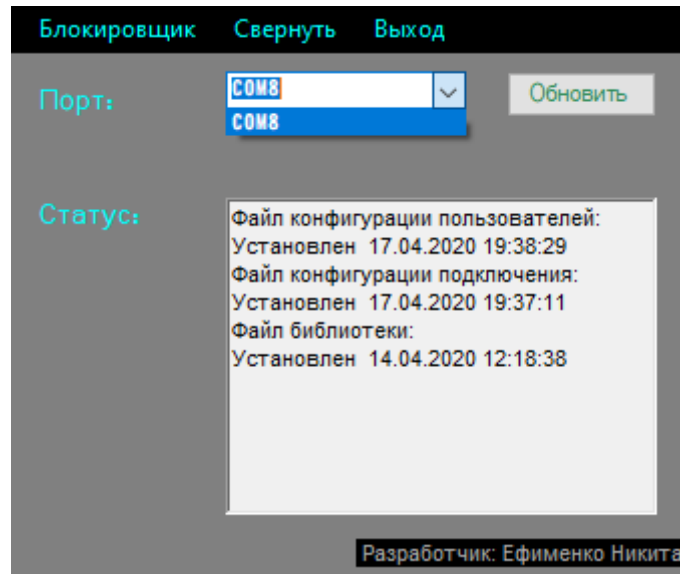 Блокировщик Свернуть Выход
Порт: COM8 Обновить
COM8
Статус:
Файл конфигурации пользователей:
Установлен 17.04.2020 19:38:29
Файл конфигурации подключения:
Установлен 17.04.2020 19:37:11
Файл библиотеки:
Установлен 14.04.2020 12:18:38
Разработчик: Ефименко Никита